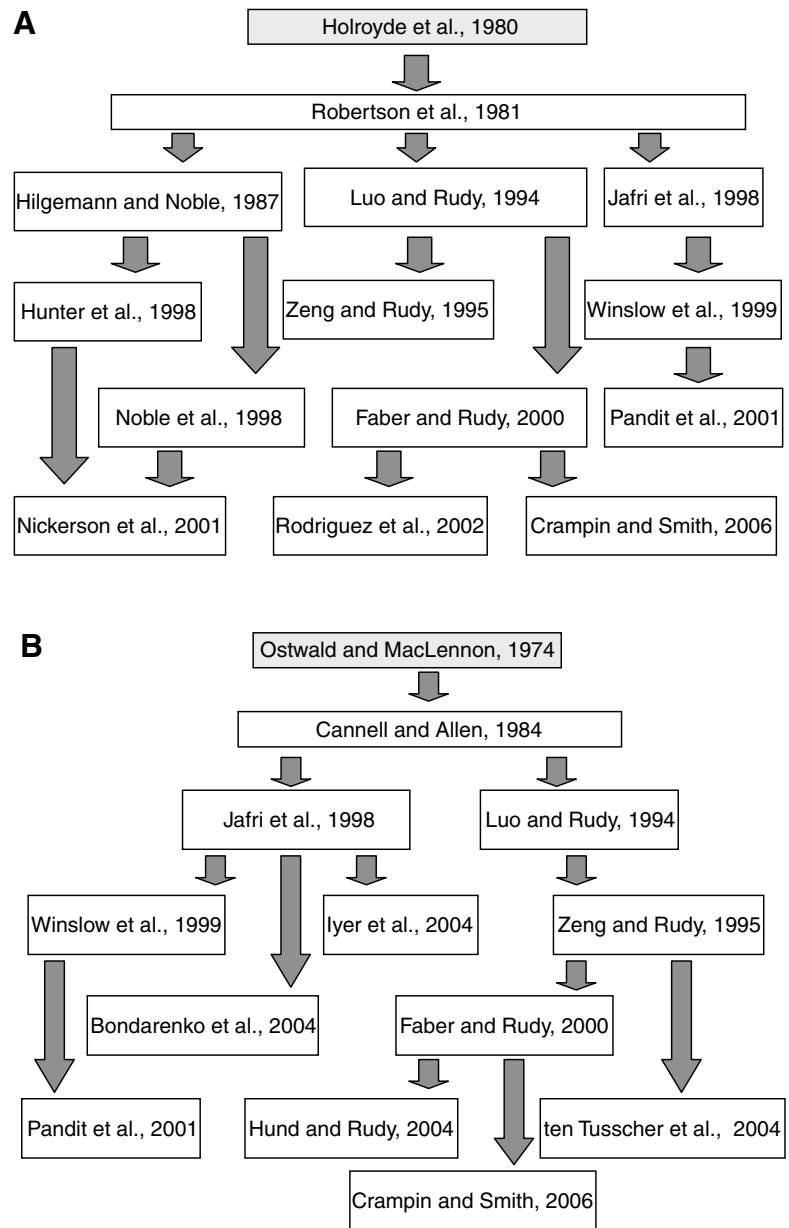 A
Holroyde et al., 1980
Robertson et al., 1981
Hilgemann and Noble, 1987
Luo and Rudy, 1994
Jafri et al., 1998
Hunter et al., 1998
Zeng and Rudy, 1995
Winslow et al., 1999
Noble et al., 1998
Faber and Rudy, 2000
Pandit et al., 2001
Nickerson et al., 2001
Rodriguez et al., 2002
Crampin and Smith, 2006
B
Ostwald and MacLennon, 1974
Cannell and Allen, 1984
Jafri et al., 1998
Luo and Rudy, 1994
Winslow et al., 1999
Iyer et al., 2004
Zeng and Rudy, 1995
Bondarenko et al., 2004
Faber and Rudy, 2000
Pandit et al., 2001
Hund and Rudy, 2004
ten Tusscher et al., 2004
Crampin and Smith, 2006